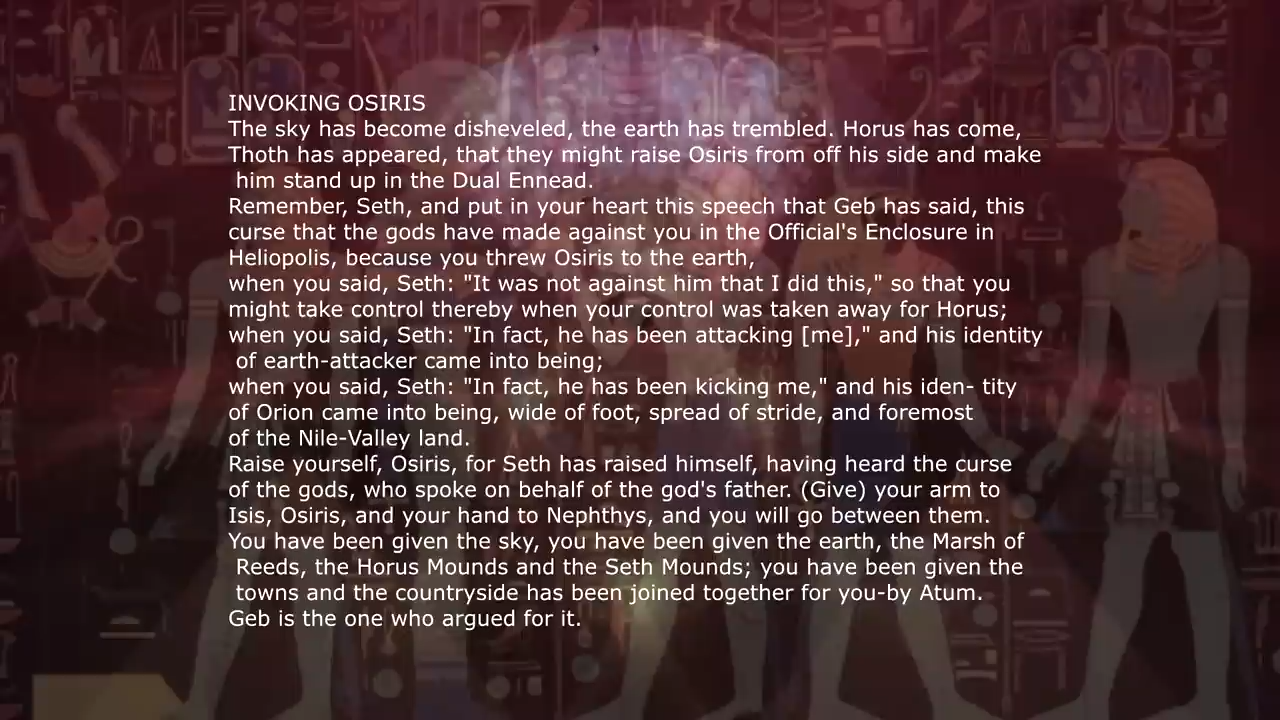 INVOKING OSIRIS
The sky has become disheveled, the earth has trembled. Horus has come,
Thoth has appeared, that they might raise Osiris from off his side and make
him stand up in the Dual Ennead.
Remember, Seth, and put in your heart this speech that Geb has said, this
curse that the gods have made against you in the Official's Enclosure in
Heliopolis, because you threw Osiris to the earth,
when you said, Seth: "It was not against him that I did this," so that you
might take control thereby when your control was taken away for Horus;
when you said, Seth: "In fact, he has been attacking [me]," and his identity
of earth-attacker came into being;
when you said, Seth: "In fact, he has been kicking me," and his iden- tity
of Orion came into being, wide of foot, spread of stride, and foremost
of the Nile-Valley land.
Raise yourself, Osiris, for Seth has raised himself, having heard the curse
of the gods, who spoke on behalf of the god's father. (Give) your arm to
Isis, Osiris, and your hand to Nephthys, and you will go between them.
You have been given the sky, you have been given the earth, the Marsh of
Reeds, the Horus Mounds and the Seth Mounds; you have been given the
towns and the countryside has been joined together for you-by Atum.
Geb is the one who argued for it.